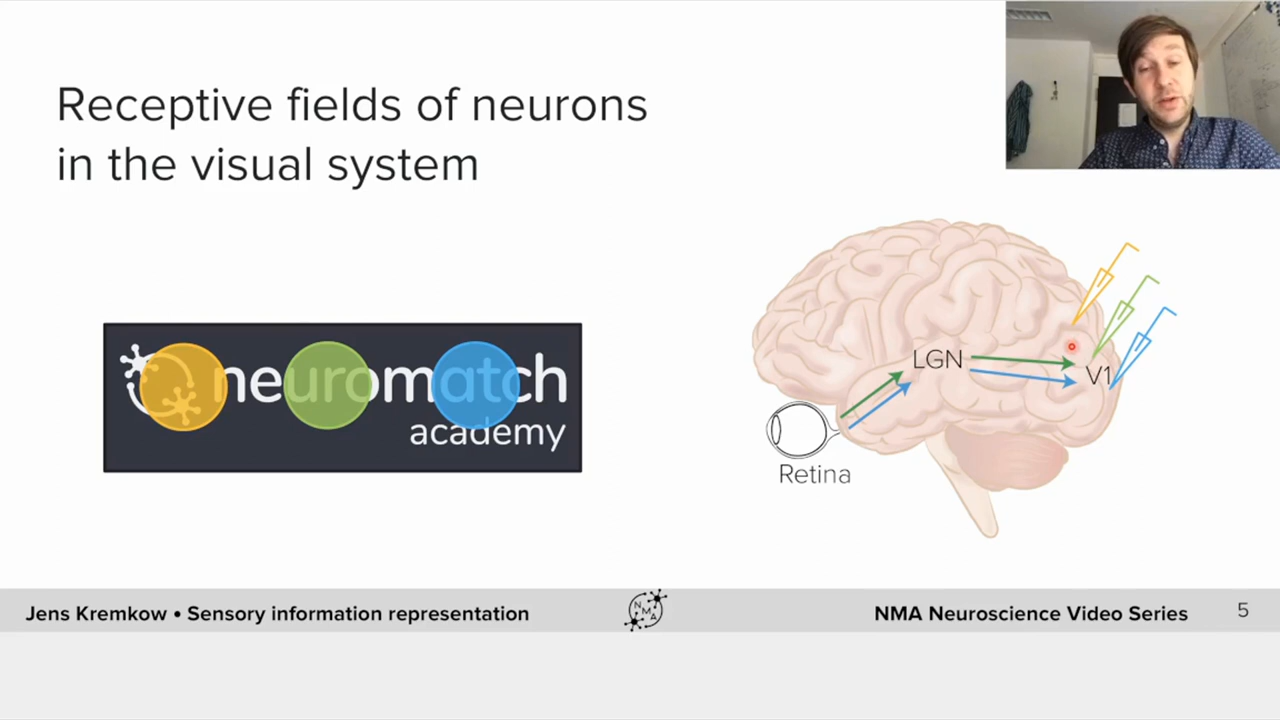 Receptive fields of neurons
in the visual system
neuromatch
academy
LGN
V1
Retina
Jens Kremkow • Sensory information representation
NMA
NMA Neuroscience Video Series
5